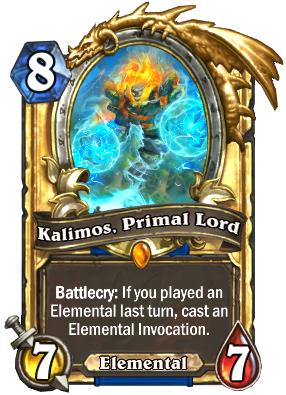 8
Kalimos, Primal Lord
Battlecry: If you played an
Elemental last turn, cast an
Elemental Invocation.
7
Elemental
7